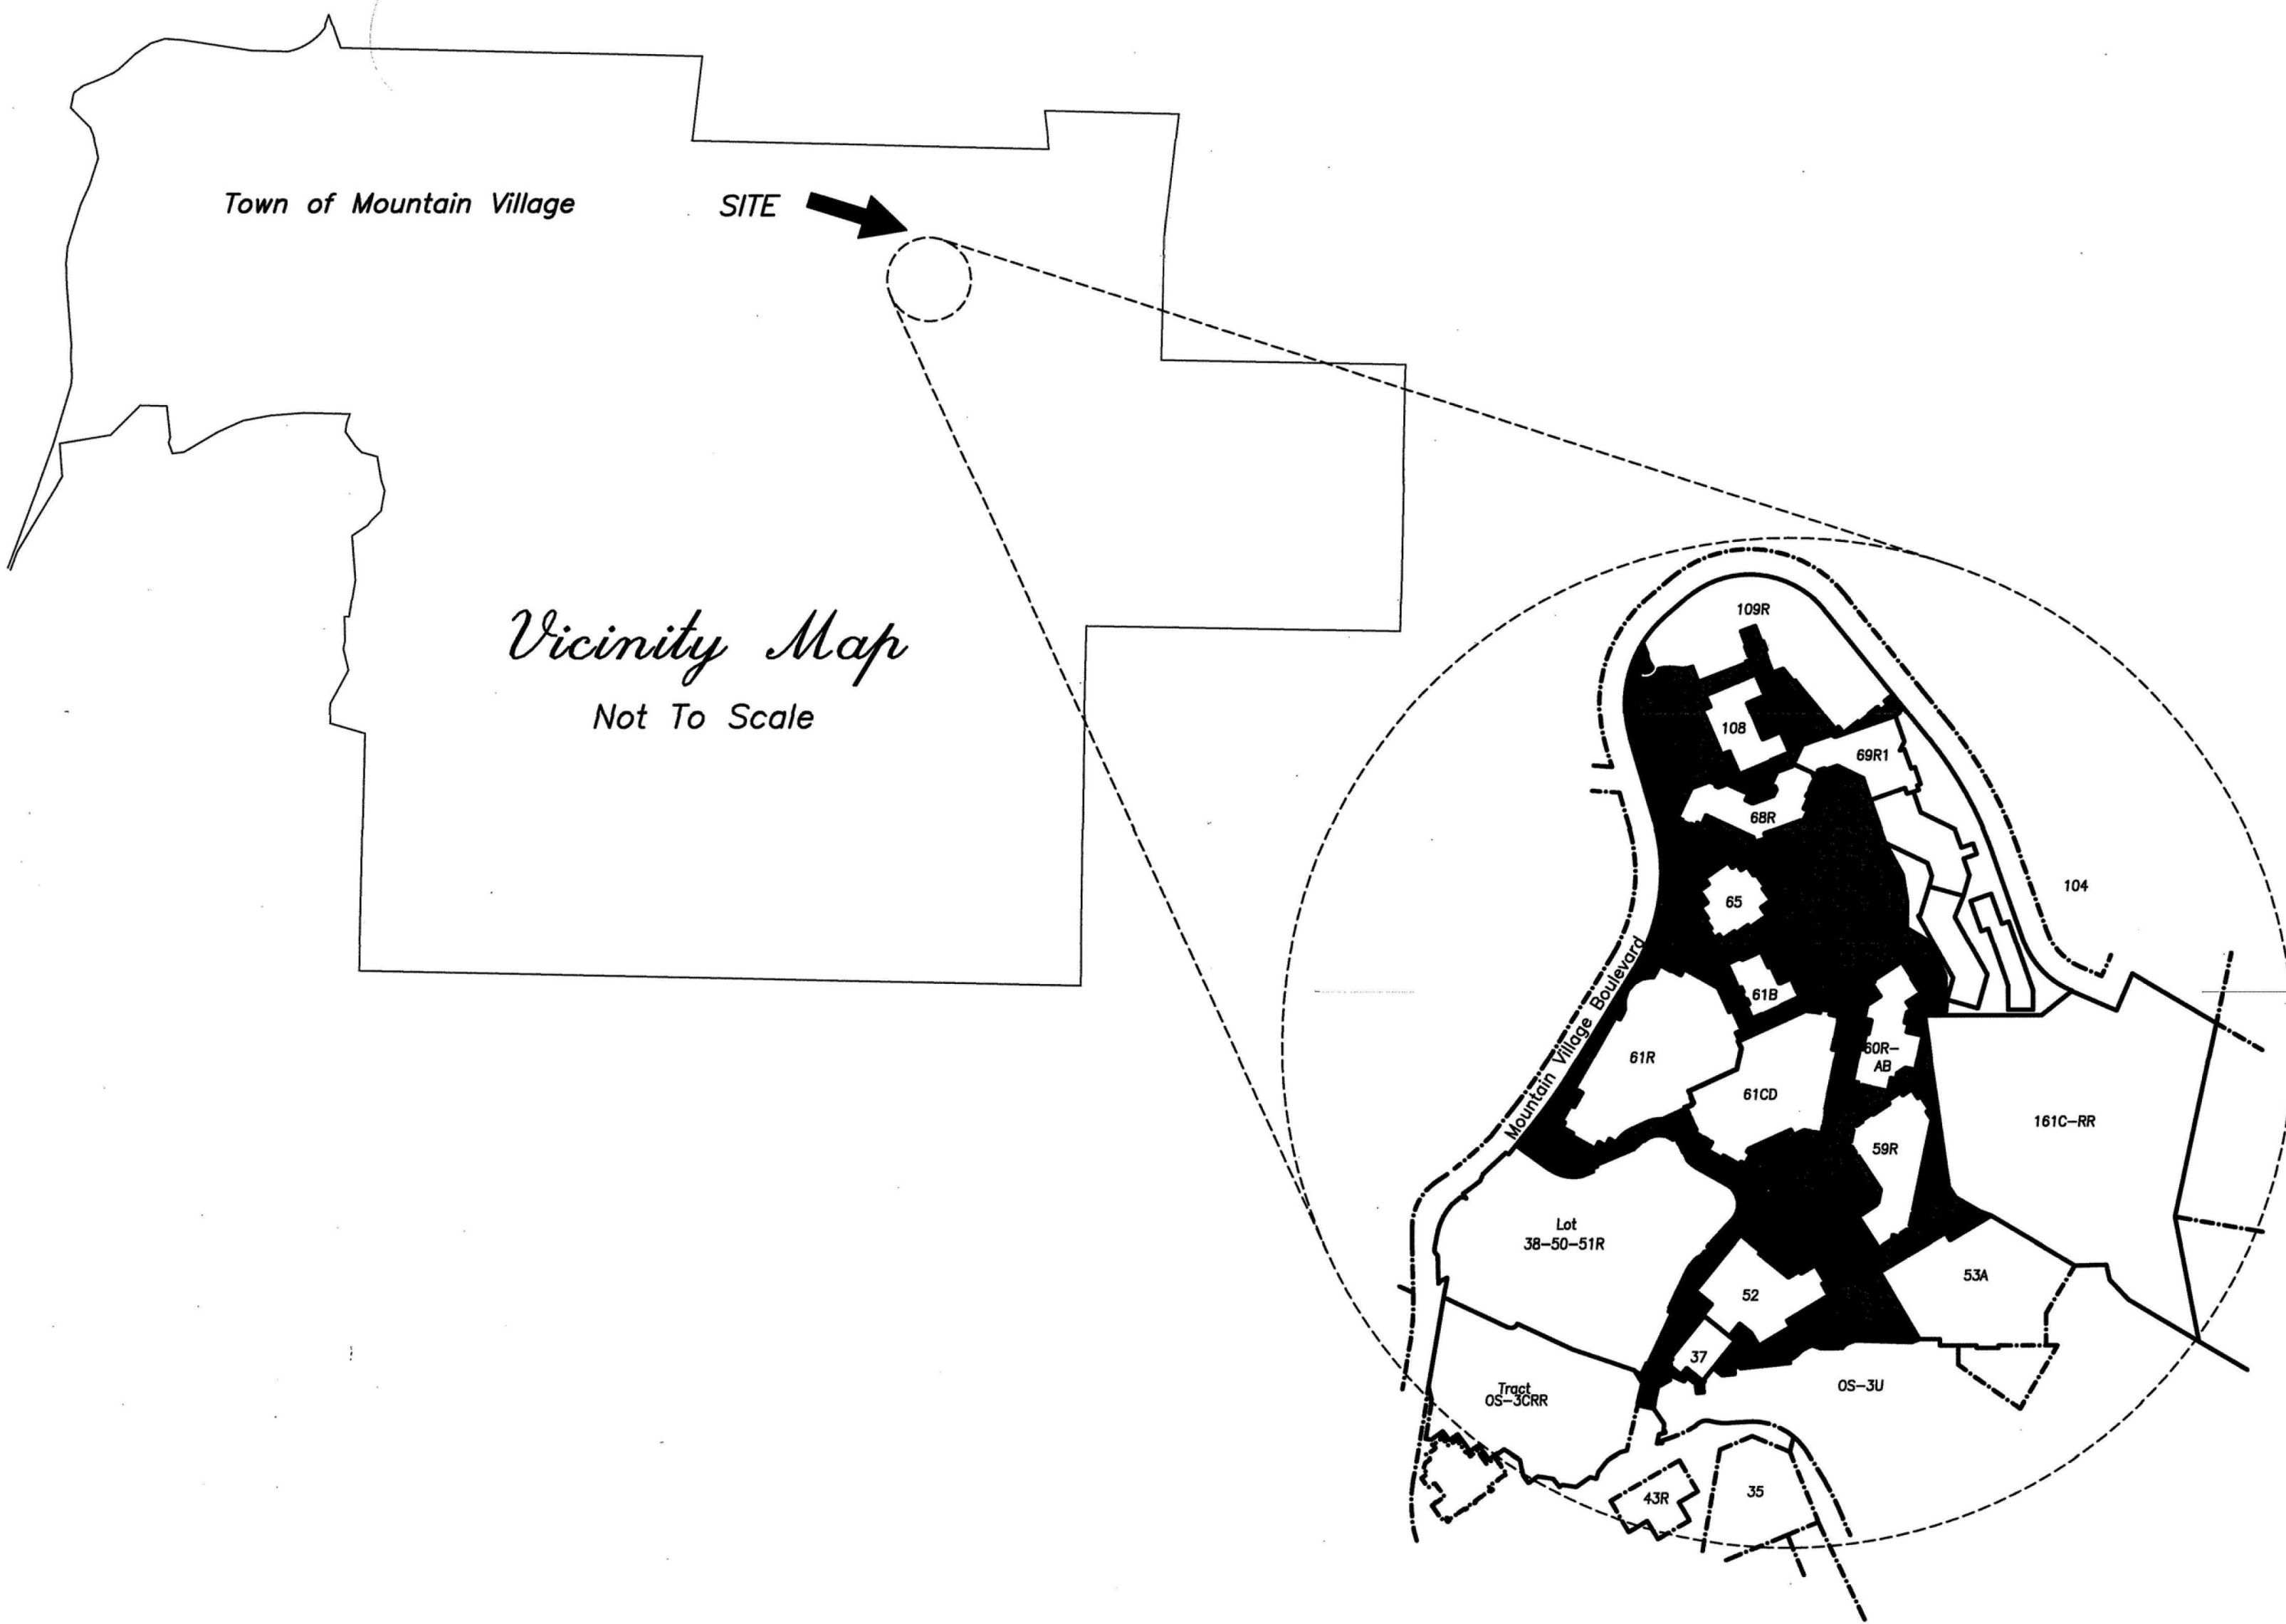 Town of Mountain Village
SITE
Vicinity Map
Not To Scale
109R
108
69R1
68R
104
65
Mountain Village Boulevard
61B
61R
60R-
AB
61CD
161C-RR
59R
Lot
38-50-51R
53A
52
37
OS-3U
Tract
OS-3CRR
43R
35